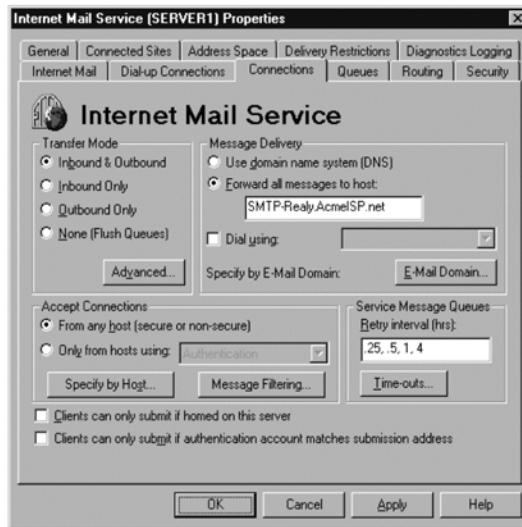 Internet Mail Service (SERVER1) Properties
General Connected Sites Address Space Delivery Restrictions Diagnostics Logging
Internet Mail Dial-up Connections Connections Queues Routing Security
Internet Mail Service
Transfer Mode
Inbound & Outbound
Inbound Only
Outbound Only
None (Flush Queues)
Advanced...
Message Delivery
Use domain name system (DNS)
Forward all messages to host:
SMTP-Realy.AcmeISP.net
Dial using:
Specify by E-Mail Domain: E-Mail Domain...
Accept Connections
From any host (secure or non-secure)
Only from hosts using: Authentication
Specify by Host... Message Filtering...
Service Message Queues
Retry interval (hrs):
.25, .5, 1, 4
Time-outs...
Clients can only submit if homed on this server
Clients can only submit if authentication account matches submission address
OK Cancel Apply Help